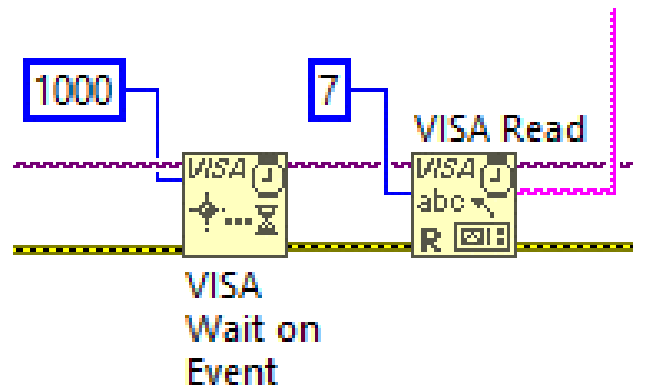 1000
7
VISA Read
VISA
VISA
abc
R
VISA
Wait on
Event